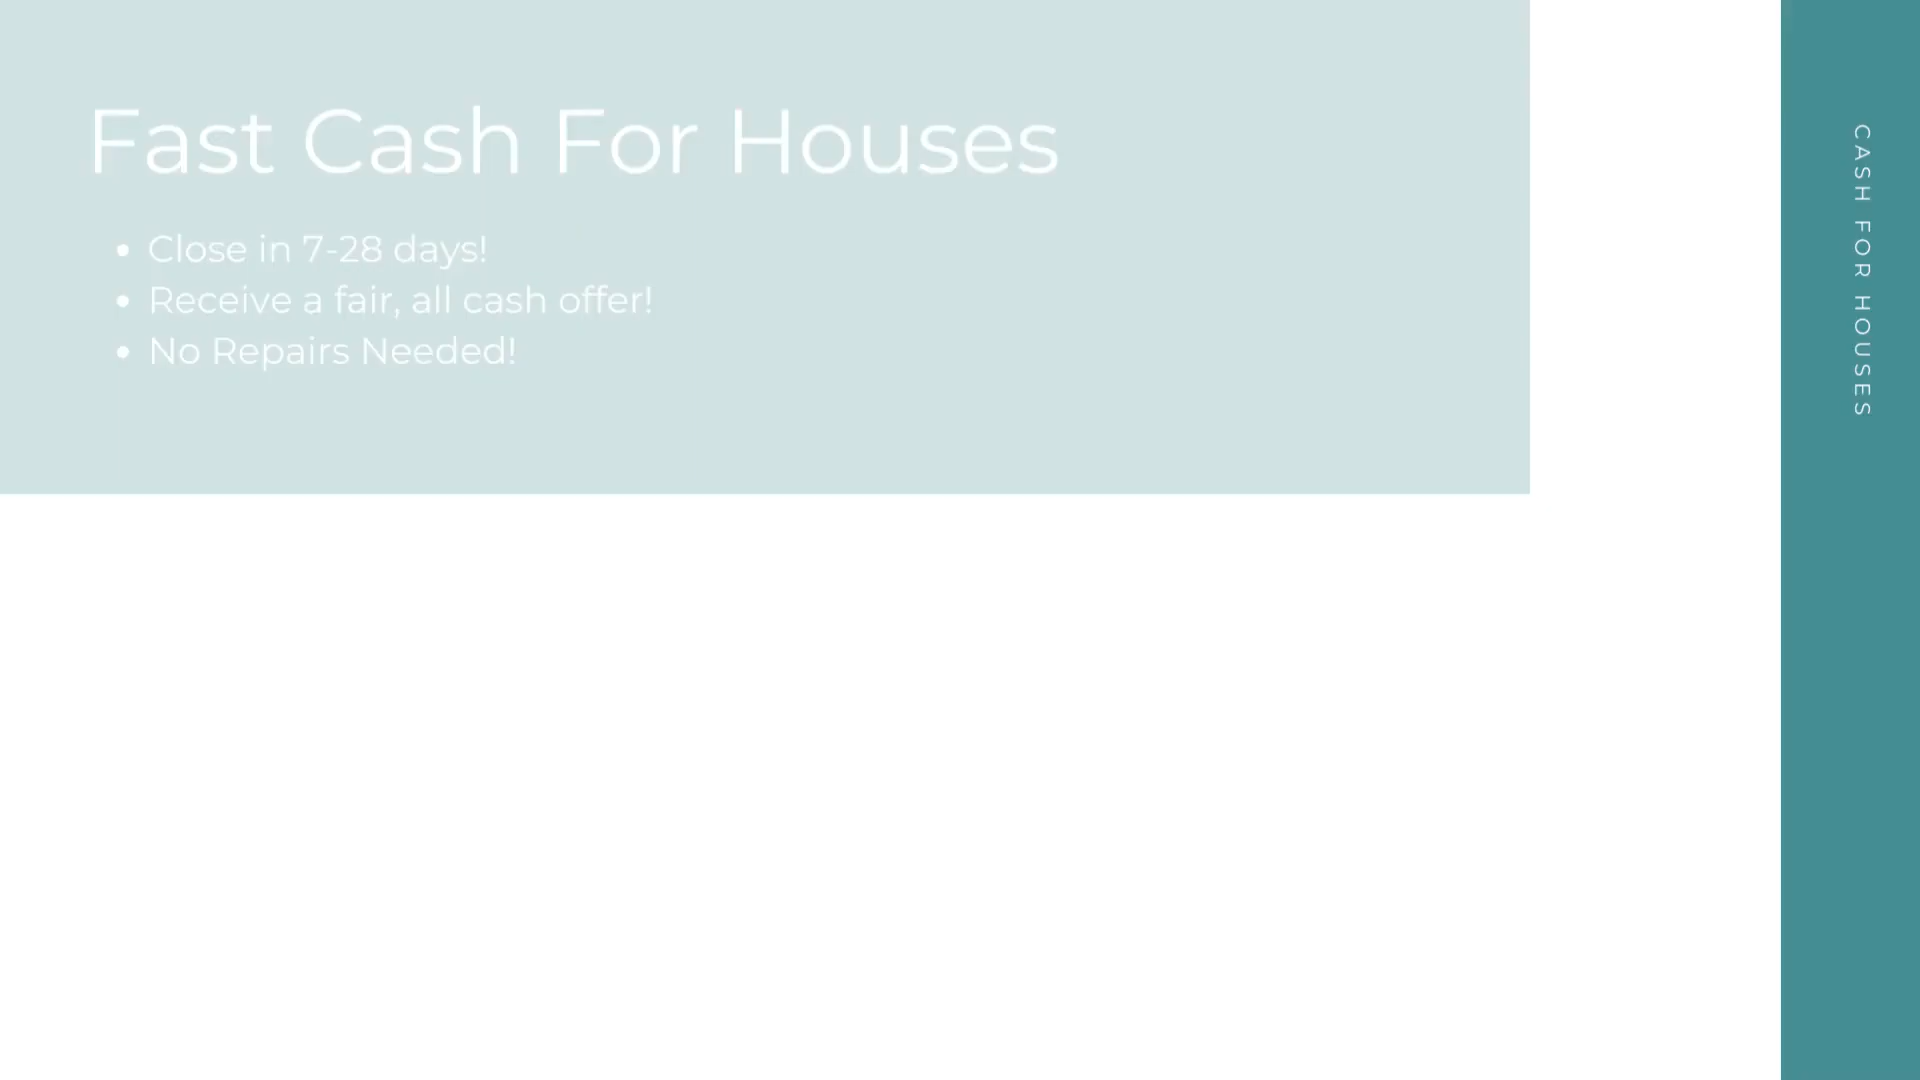 Fast Cash For Houses
• Close in 7-28 days!
• Receive a fair, all cash offer!
• No Repairs Needed!
CASH FOR HOUSES